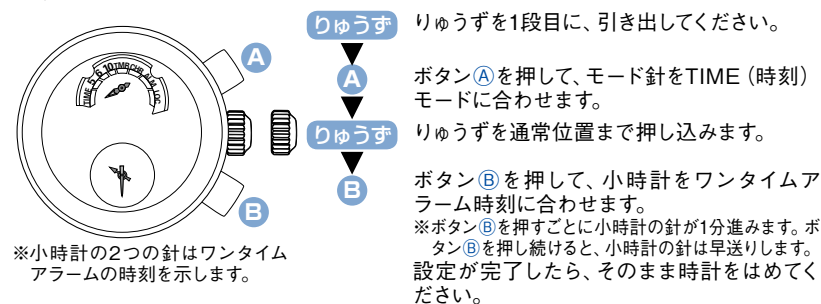 りゅうず
りゅうずを1段目に、引き出してください。
A
ボタンⒶを押して、モード針をTIME（時刻）
モードに合わせます。
りゅうず
りゅうずを通常位置まで押し込みます。
B
ボタンⒷを押して、小時計をワンタイムア
ラーム時刻に合わせます。
※ボタンⒷを押すごとに小時計の針が1分進みます。ボ
タンⒷを押し続けると、小時計の針は早送りします。
設定が完了したら、そのまま時計をはめてく
ださい。
TIME 5 6 10 TMR CHR ALM LOC
A
B
※小時計の2つの針はワンタイム
アラームの時刻を示します。